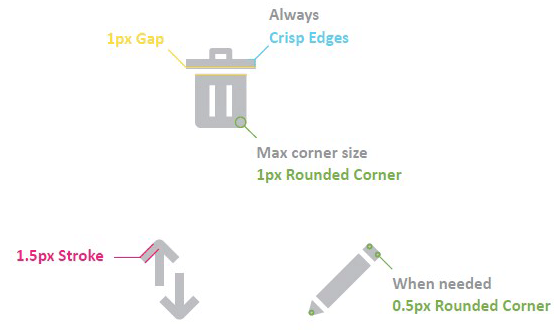 Always
1px Gap
Crisp Edges
Max corner size
1px Rounded Corner
1.5px Stroke
When needed
0.5px Rounded Corner